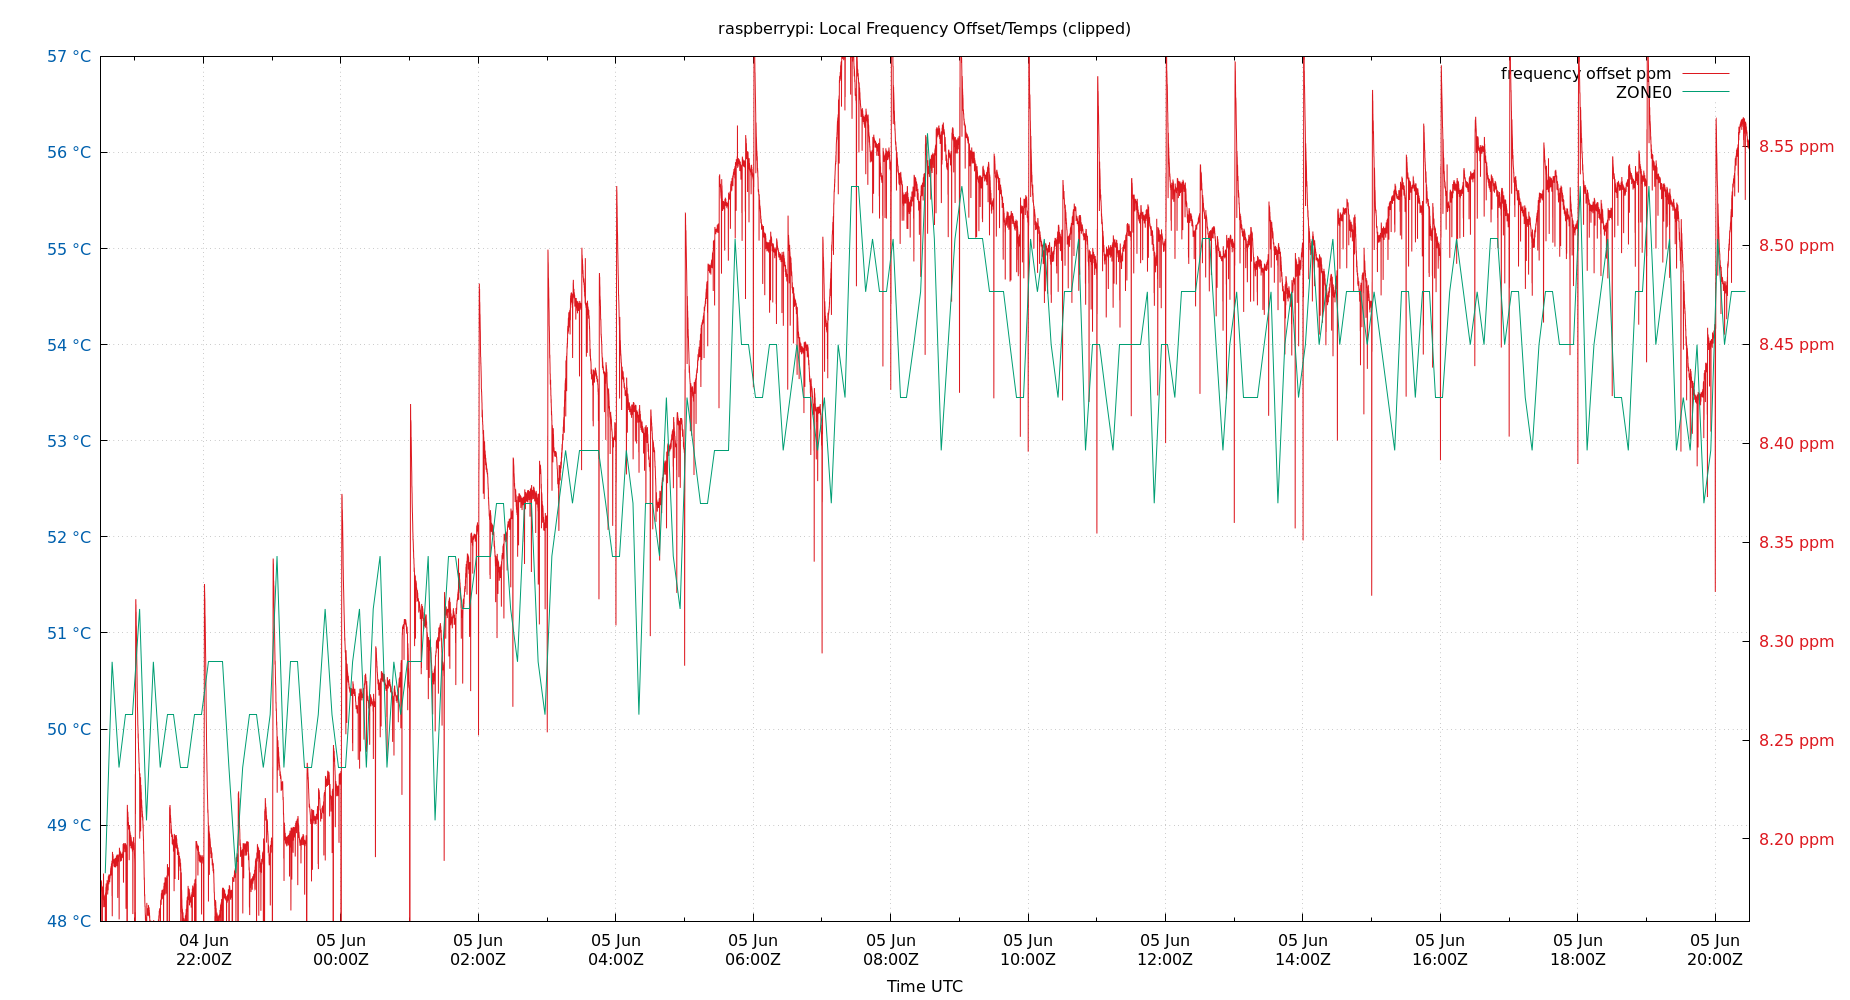 raspberrypi: Local Frequency Offset/Temps (clipped)
57 °C
56 °C
55 °C
54 °C
53 °C
52 °C
51 °C
50 °C
49 °C
48 °C
frequency offset ppm
ZONE0
8.55 ppm
8.50 ppm
8.45 ppm
8.40 ppm
8.35 ppm
8.30 ppm
8.25 ppm
8.20 ppm
04 Jun 05 Jun 05 Jun 05 Jun 05 Jun 05 Jun 05 Jun 05 Jun 05 Jun 05 Jun 05 Jun 05 Jun
22:00Z 00:00Z 02:00Z 04:00Z 06:00Z 08:00Z 10:00Z 12:00Z 14:00Z 16:00Z 18:00Z 20:00Z
Time UTC